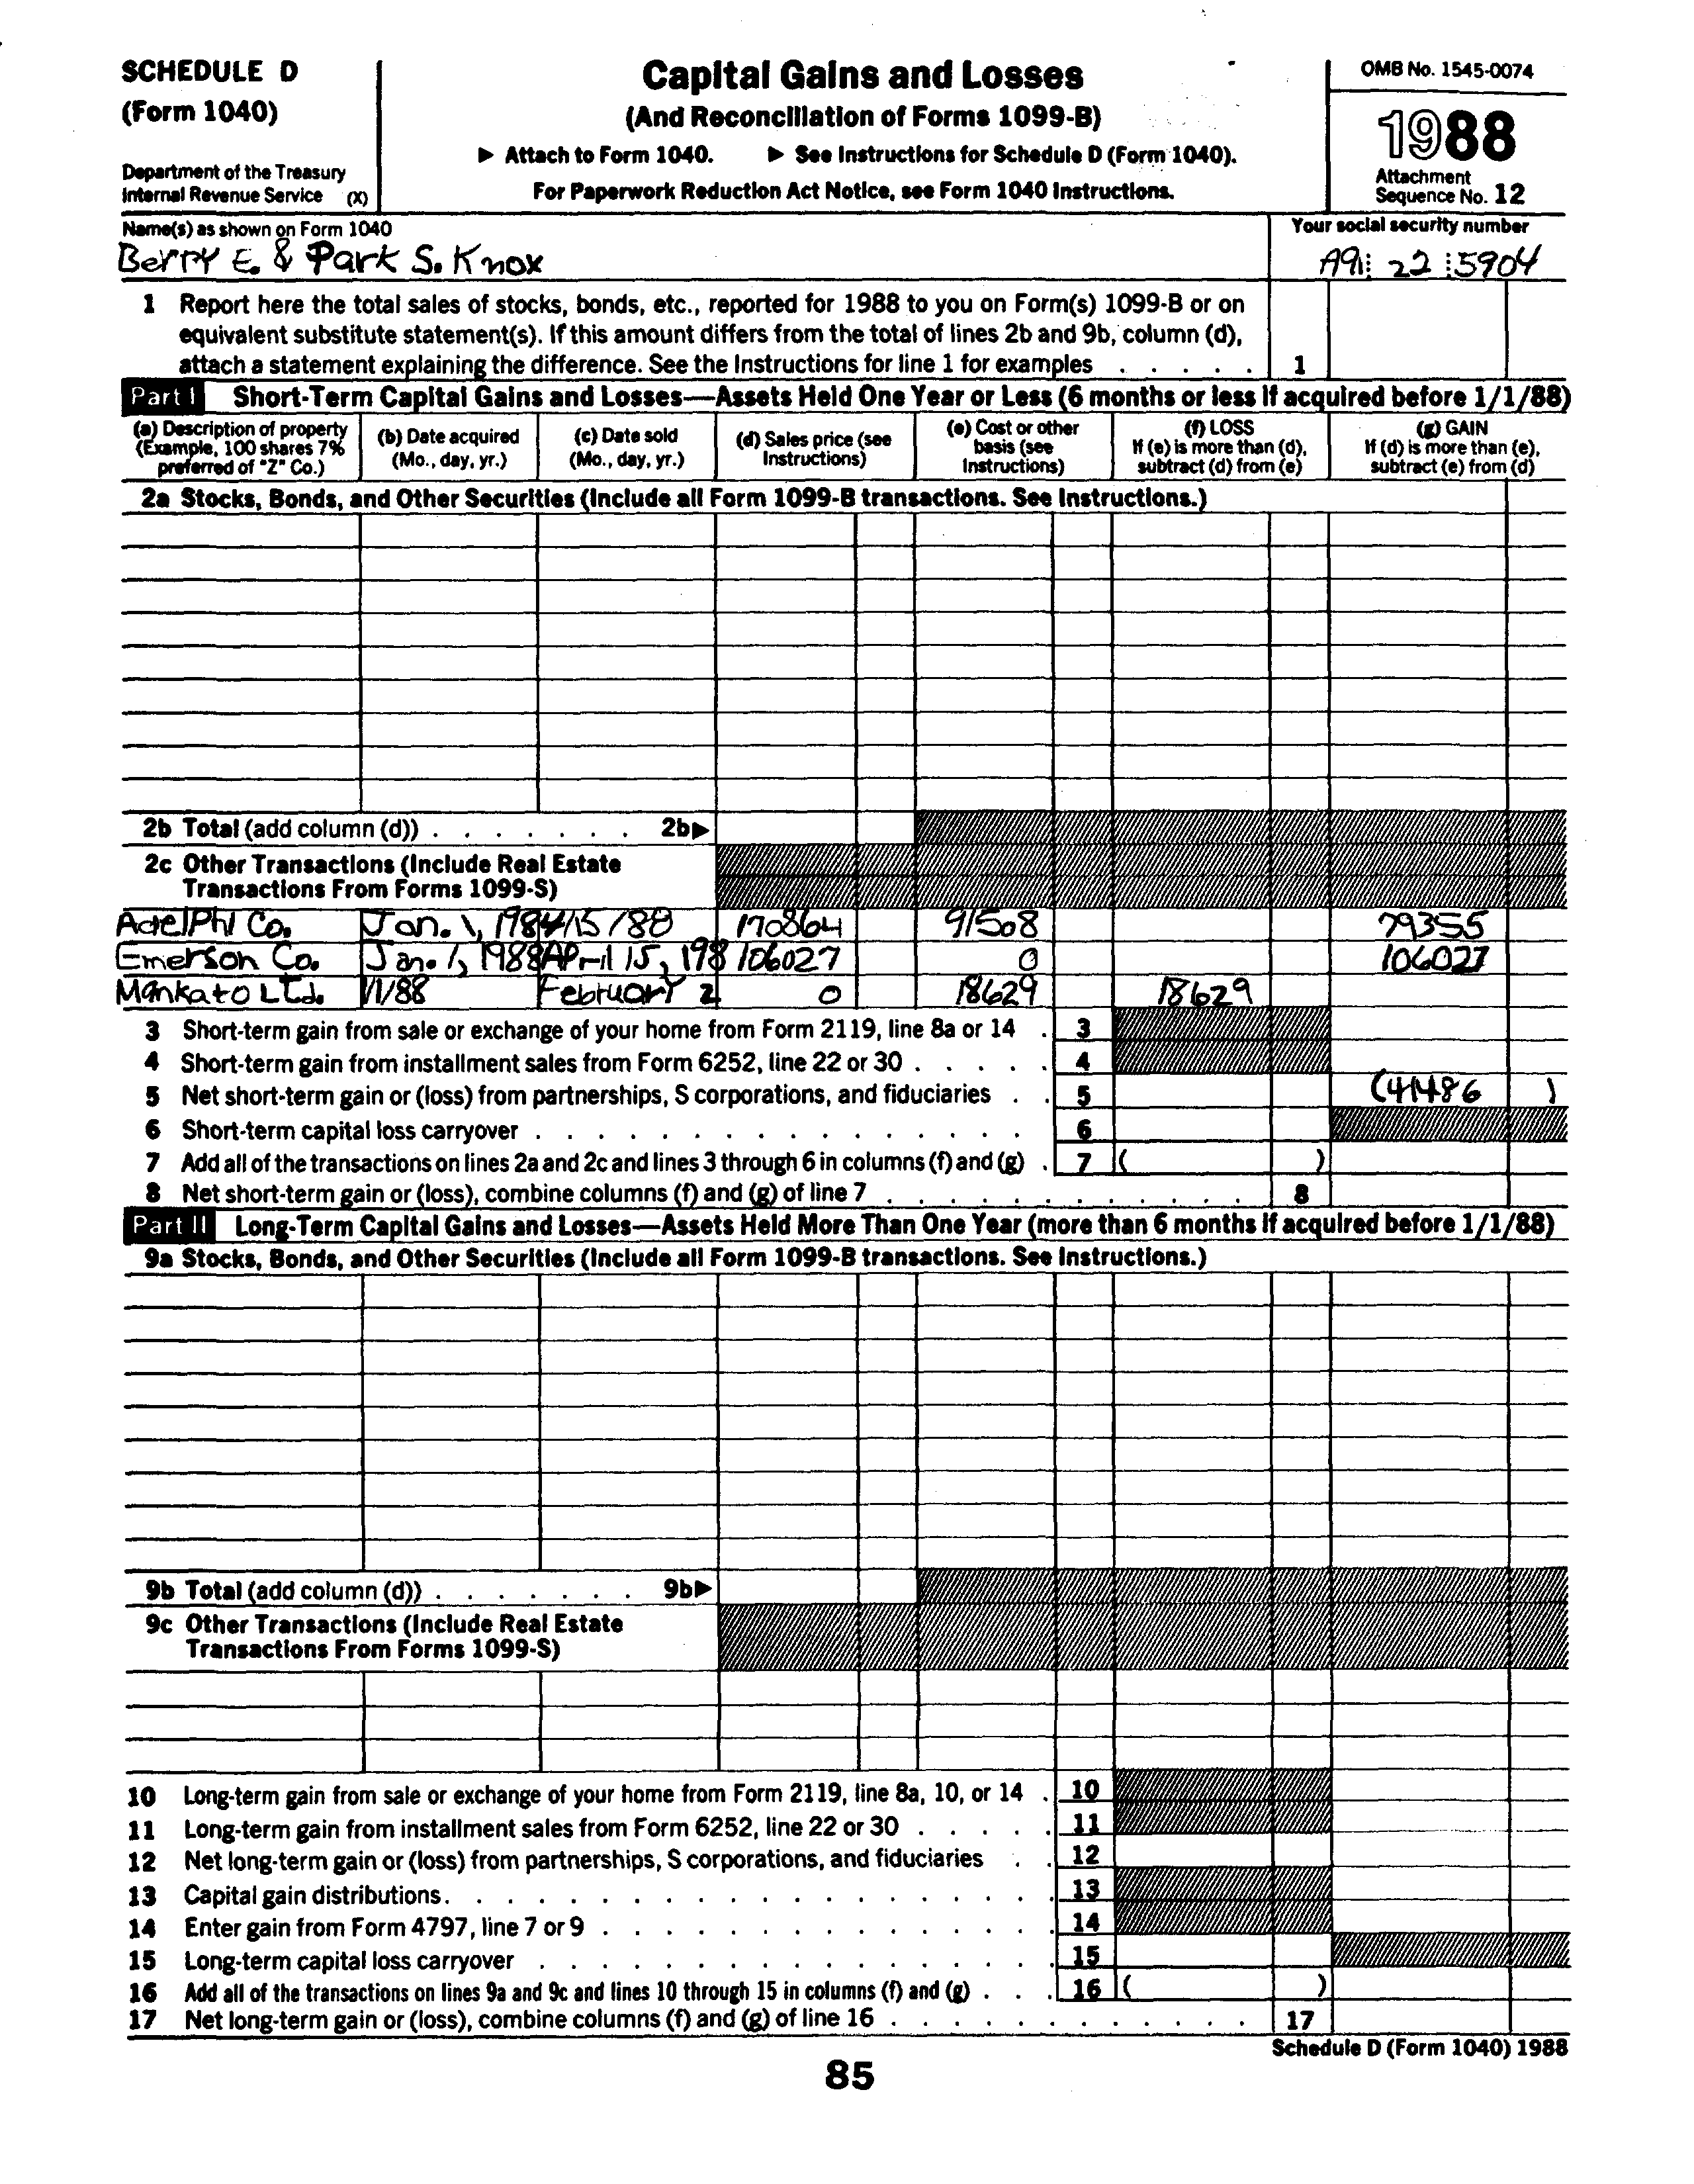 SCHEDULE D
(Form 1040)
Department of the Treasury
Internal Revenue Service (X)
Capital Gains and Losses
(And Reconciliation of Forms 1099-B)
▶ Attach to Form 1040. ▶ See Instructions for Schedule D (Form 1040).
For Paperwork Reduction Act Notice, see Form 1040 Instructions.
OMB No. 1545-0074
1988
Attachment
Sequence No. 12
Name(s) as shown on Form 1040
Berry E. & Park S. Knox
Your social security number
A91 22 5904
1 Report here the total sales of stocks, bonds, etc., reported for 1988 to you on Form(s) 1099-B or on
equivalent substitute statement(s). If this amount differs from the total of lines 2b and 9b, column (d),
attach a statement explaining the difference. See the Instructions for line 1 for examples . . . . . 1
Part I Short-Term Capital Gains and Losses—Assets Held One Year or Less (6 months or less if acquired before 1/1/88)
(a) Description of property
(Example, 100 shares 7%
preferred of "Z" Co.)
(b) Date acquired
(Mo., day, yr.)
(c) Date sold
(Mo., day, yr.)
(d) Sales price (see
Instructions)
(e) Cost or other
basis (see
Instructions)
(f) LOSS
If (e) is more than (d),
subtract (d) from (e)
(g) GAIN
If (d) is more than (e),
subtract (e) from (d)
2a Stocks, Bonds, and Other Securities (Include all Form 1099-B transactions. See Instructions.)
2b Total (add column (d)) . . . . . . . 2b▶
2c Other Transactions (Include Real Estate
Transactions From Forms 1099-S)
Adelphi Co. Jan. 1, 198 4/15/88 170864 91508 79355
Emerson Co. Jan. 1, 1988 April 15, 198 106027 0 106027
Mankato Ltd. 1/1/88 February 2 0 18629 18629
3 Short-term gain from sale or exchange of your home from Form 2119, line 8a or 14 . 3
4 Short-term gain from installment sales from Form 6252, line 22 or 30 . . . . . 4
5 Net short-term gain or (loss) from partnerships, S corporations, and fiduciaries . . 5 (41486 )
6 Short-term capital loss carryover . . . . . . . . . . . . . . . . 6
7 Add all of the transactions on lines 2a and 2c and lines 3 through 6 in columns (f) and (g) . 7 ( )
8 Net short-term gain or (loss), combine columns (f) and (g) of line 7 . . . . . . . . . . . . 8
Part II Long-Term Capital Gains and Losses—Assets Held More Than One Year (more than 6 months if acquired before 1/1/88)
9a Stocks, Bonds, and Other Securities (Include all Form 1099-B transactions. See Instructions.)
9b Total (add column (d)) . . . . . . . 9b▶
9c Other Transactions (Include Real Estate
Transactions From Forms 1099-S)
10 Long-term gain from sale or exchange of your home from Form 2119, line 8a, 10, or 14 . 10
11 Long-term gain from installment sales from Form 6252, line 22 or 30 . . . . . 11
12 Net long-term gain or (loss) from partnerships, S corporations, and fiduciaries . . 12
13 Capital gain distributions. . . . . . . . . . . . . . . . . . . 13
14 Enter gain from Form 4797, line 7 or 9 . . . . . . . . . . . . . 14
15 Long-term capital loss carryover . . . . . . . . . . . . . . . . 15
16 Add all of the transactions on lines 9a and 9c and lines 10 through 15 in columns (f) and (g) . . . 16 ( )
17 Net long-term gain or (loss), combine columns (f) and (g) of line 16 . . . . . . . . . . . . 17
Schedule D (Form 1040) 1988
85